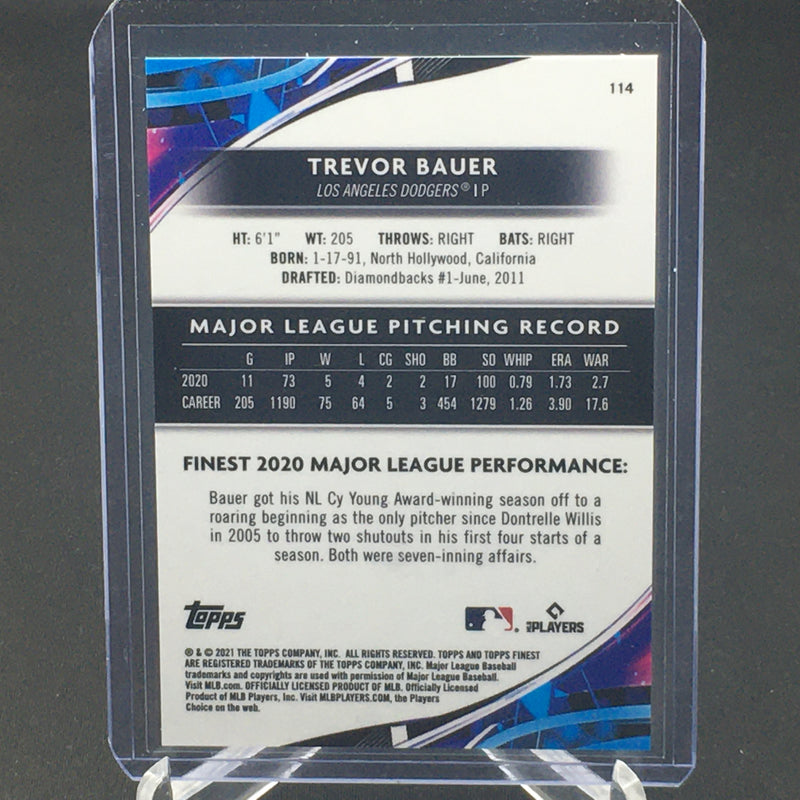 114
TREVOR BAUER
LOS ANGELES DODGERS® I P
HT: 6'1" WT: 205 THROWS: RIGHT BATS: RIGHT
BORN: 1-17-91, North Hollywood, California
DRAFTED: Diamondbacks #1-June, 2011
MAJOR LEAGUE PITCHING RECORD
G IP W L CG SHO BB SO WHIP ERA WAR
2020 11 73 5 4 2 2 17 100 0.79 1.73 2.7
CAREER 205 1190 75 64 5 3 454 1279 1.26 3.90 17.6
FINEST 2020 MAJOR LEAGUE PERFORMANCE:
Bauer got his NL Cy Young Award-winning season off to a
roaring beginning as the only pitcher since Dontrelle Willis
in 2005 to throw two shutouts in his first four starts of a
season. Both were seven-inning affairs.
topps
MLB PLAYERS
® & © 2021 THE TOPPS COMPANY, INC. ALL RIGHTS RESERVED. TOPPS AND TOPPS FINEST
ARE REGISTERED TRADEMARKS OF THE TOPPS COMPANY, INC. Major League Baseball
trademarks and copyrights are used with permission of Major League Baseball.
Visit MLB.com. OFFICIALLY LICENSED PRODUCT OF MLB. Officially Licensed
Product of MLB Players, Inc. Visit MLBPLAYERS.COM, the Players
Choice on the web.